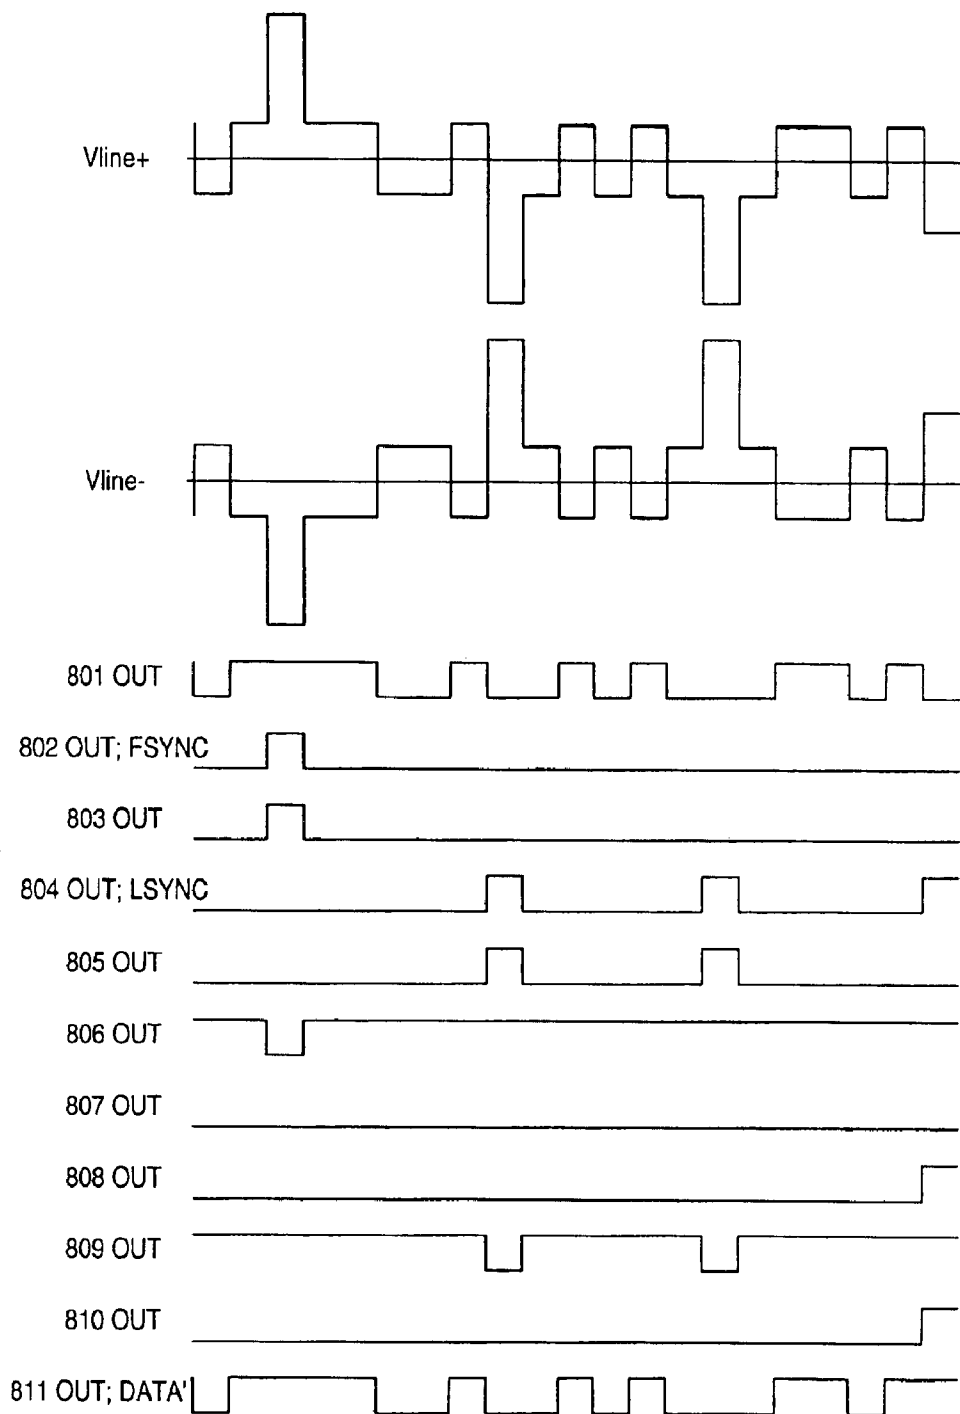 Vline+
Vline-
801 OUT
802 OUT; FSYNC
803 OUT
804 OUT; LSYNC
805 OUT
806 OUT
807 OUT
808 OUT
809 OUT
810 OUT
811 OUT; DATA'